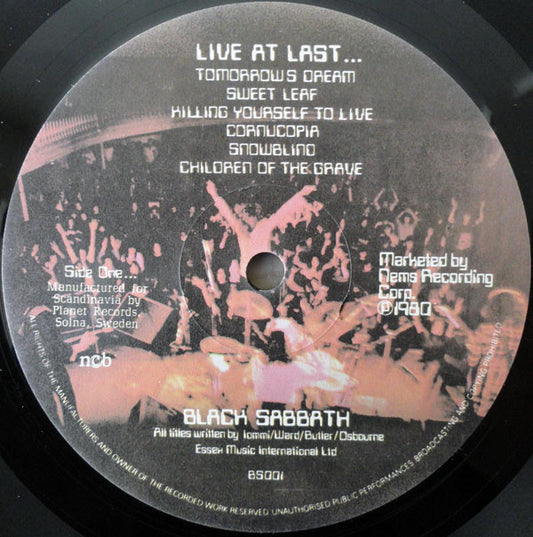 LIVE AT LAST...
TOMORROWS DREAM
SWEET LEAF
KILLING YOURSELF TO LIVE
CORNUCOPIA
SNOWBLIND
CHILDREN OF THE GRAVE
Side One...
Manufactured for
Scandinavia by
Planet Records,
Solna, Sweden
ncb
Marketed by
Nems Recording
Corp.
℗1980
BLACK SABBATH
All titles written by Iommi/Ward/Butler/Osbourne
Essex Music International Ltd
BS001
ALL RIGHTS OF THE MANUFACTURERS AND OWNER OF THE RECORDED WORK RESERVED UNAUTHORISED PUBLIC PERFORMANCES BROADCASTING AND COPYING PROHIBITED